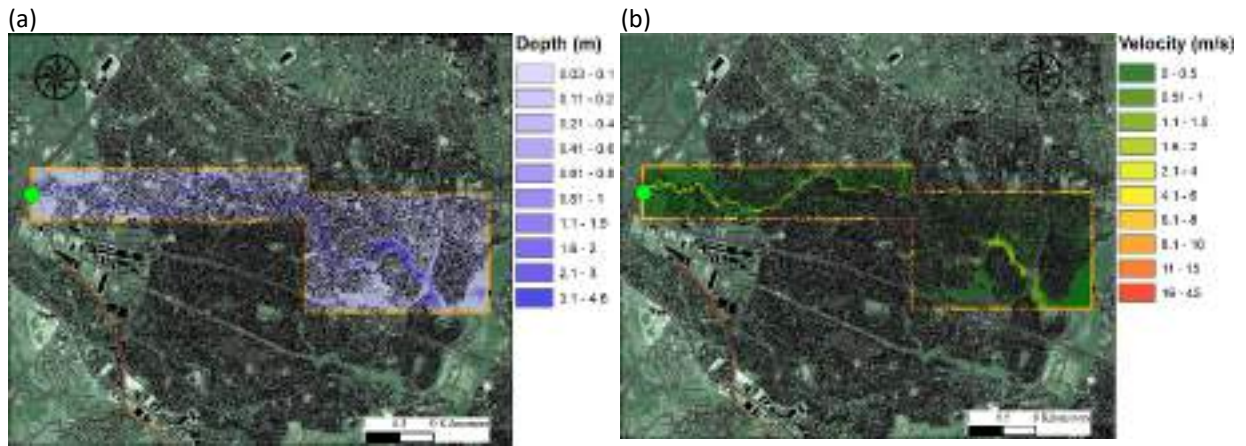 (a)
(b)
Depth (m)
0.03 - 0.1
0.11 - 0.2
0.21 - 0.4
0.41 - 0.6
0.61 - 0.8
0.81 - 1
1.1 - 1.5
1.6 - 2
2.1 - 3
3.1 - 4.6
Velocity (m/s)
0 - 0.5
0.51 - 1
1.1 - 1.5
1.6 - 2
2.1 - 4
4.1 - 6
6.1 - 8
8.1 - 10
11 - 15
16 - 45